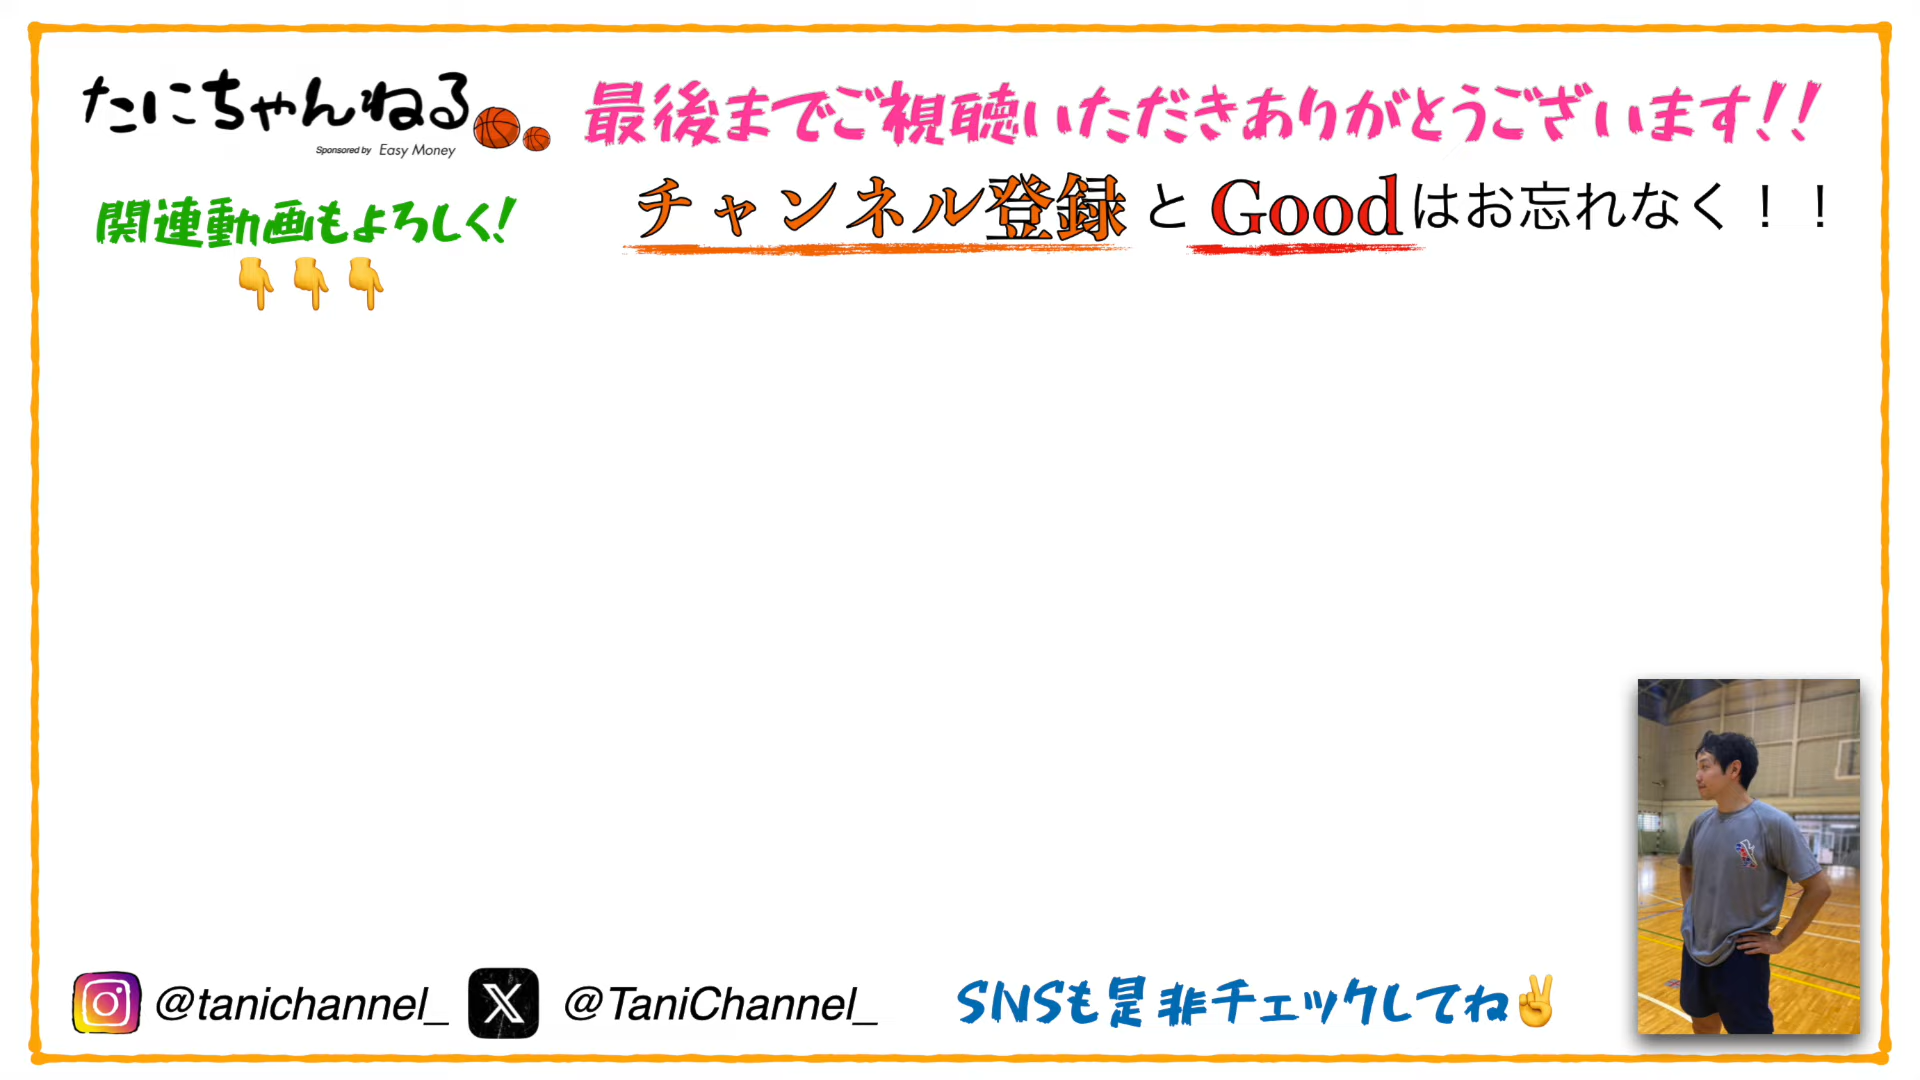 たにちゃんねる
Sponsored by Easy Money
最後までご視聴いただきありがとうございます!!
チャンネル登録とGoodはお忘れなく！！
関連動画もよろしく!
@tanichannel_
@TaniChannel_
SNSも是非チェックしてね